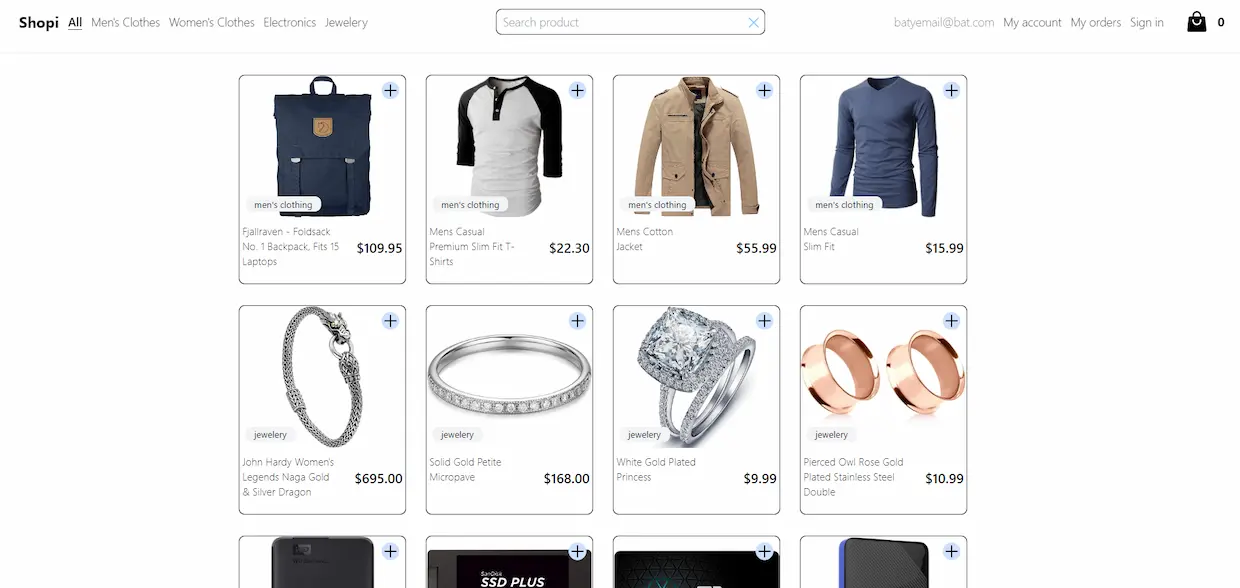 Shopi All Men's Clothes Women's Clothes Electronics Jewelery Search product batyemail@bat.com My account My orders Sign in 0
men's clothing men's clothing men's clothing men's clothing
Fjallraven - Foldsack
No. 1 Backpack, Fits 15
Laptops
$109.95
Mens Casual
Premium Slim Fit T-
Shirts
$22.30
Mens Cotton
Jacket
$55.99
Mens Casual
Slim Fit
$15.99
jewelery jewelery jewelery jewelery
John Hardy Women's
Legends Naga Gold
& Silver Dragon
$695.00
Solid Gold Petite
Micropave
$168.00
White Gold Plated
Princess
$9.99
Pierced Owl Rose Gold
Plated Stainless Steel
Double
$10.99
SanDisk
SSD PLUS